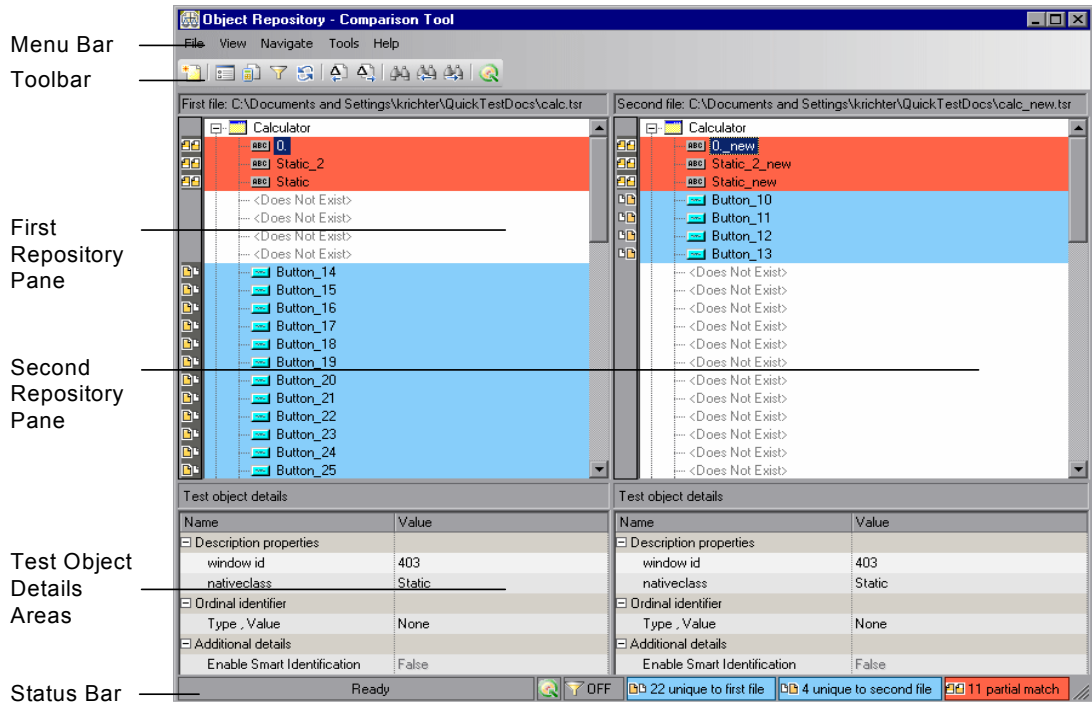 Object Repository - Comparison Tool
Menu Bar
File View Navigate Tools Help
Toolbar
First file: C:\Documents and Settings\krichter\QuickTestDocs\calc.tsr
Second file: C:\Documents and Settings\krichter\QuickTestDocs\calc_new.tsr
Calculator
ABC 0.
ABC Static_2
ABC Static
<Does Not Exist>
<Does Not Exist>
<Does Not Exist>
<Does Not Exist>
Button_14
Button_15
Button_16
Button_17
Button_18
Button_19
Button_20
Button_21
Button_22
Button_23
Button_24
Button_25
Calculator
ABC 0._new
ABC Static_2_new
ABC Static_new
Button_10
Button_11
Button_12
Button_13
<Does Not Exist>
<Does Not Exist>
<Does Not Exist>
<Does Not Exist>
<Does Not Exist>
<Does Not Exist>
<Does Not Exist>
<Does Not Exist>
<Does Not Exist>
<Does Not Exist>
<Does Not Exist>
<Does Not Exist>
First
Repository
Pane
Second
Repository
Pane
Test object details
Name Value
Description properties
window id 403
nativeclass Static
Ordinal identifier
Type , Value None
Additional details
Enable Smart Identification False
Test object details
Name Value
Description properties
window id 403
nativeclass Static
Ordinal identifier
Type , Value None
Additional details
Enable Smart Identification False
Test Object
Details
Areas
Status Bar
Ready
OFF
22 unique to first file
4 unique to second file
11 partial match